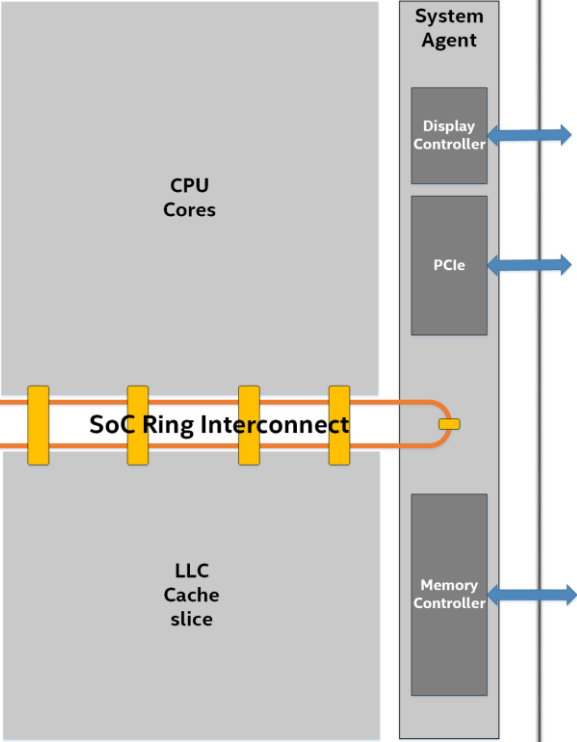 System
Agent
Display
Controller
CPU
Cores
PCIe
SoC Ring Interconnect
LLC
Cache
slice
Memory
Controller